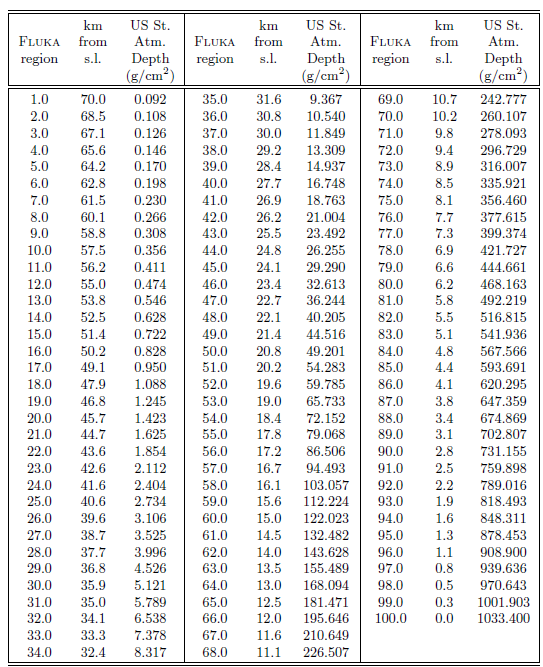 km US St. km US St. km US St.
FLUKA from Atm. FLUKA from Atm. FLUKA from Atm.
region s.l. Depth region s.l. Depth region s.l. Depth
(g/cm²) (g/cm²) (g/cm²)
1.0 70.0 0.092 35.0 31.6 9.367 69.0 10.7 242.777
2.0 68.5 0.108 36.0 30.8 10.540 70.0 10.2 260.107
3.0 67.1 0.126 37.0 30.0 11.849 71.0 9.8 278.093
4.0 65.6 0.146 38.0 29.2 13.309 72.0 9.4 296.729
5.0 64.2 0.170 39.0 28.4 14.937 73.0 8.9 316.007
6.0 62.8 0.198 40.0 27.7 16.748 74.0 8.5 335.921
7.0 61.5 0.230 41.0 26.9 18.763 75.0 8.1 356.460
8.0 60.1 0.266 42.0 26.2 21.004 76.0 7.7 377.615
9.0 58.8 0.308 43.0 25.5 23.492 77.0 7.3 399.374
10.0 57.5 0.356 44.0 24.8 26.255 78.0 6.9 421.727
11.0 56.2 0.411 45.0 24.1 29.290 79.0 6.6 444.661
12.0 55.0 0.474 46.0 23.4 32.613 80.0 6.2 468.163
13.0 53.8 0.546 47.0 22.7 36.244 81.0 5.8 492.219
14.0 52.5 0.628 48.0 22.1 40.205 82.0 5.5 516.815
15.0 51.4 0.722 49.0 21.4 44.516 83.0 5.1 541.936
16.0 50.2 0.828 50.0 20.8 49.201 84.0 4.8 567.566
17.0 49.1 0.950 51.0 20.2 54.283 85.0 4.4 593.691
18.0 47.9 1.088 52.0 19.6 59.785 86.0 4.1 620.295
19.0 46.8 1.245 53.0 19.0 65.733 87.0 3.8 647.359
20.0 45.7 1.423 54.0 18.4 72.152 88.0 3.4 674.869
21.0 44.7 1.625 55.0 17.8 79.068 89.0 3.1 702.807
22.0 43.6 1.854 56.0 17.2 86.506 90.0 2.8 731.155
23.0 42.6 2.112 57.0 16.7 94.493 91.0 2.5 759.898
24.0 41.6 2.404 58.0 16.1 103.057 92.0 2.2 789.016
25.0 40.6 2.734 59.0 15.6 112.224 93.0 1.9 818.493
26.0 39.6 3.106 60.0 15.0 122.023 94.0 1.6 848.311
27.0 38.7 3.525 61.0 14.5 132.482 95.0 1.3 878.453
28.0 37.7 3.996 62.0 14.0 143.628 96.0 1.1 908.900
29.0 36.8 4.526 63.0 13.5 155.489 97.0 0.8 939.636
30.0 35.9 5.121 64.0 13.0 168.094 98.0 0.5 970.643
31.0 35.0 5.789 65.0 12.5 181.471 99.0 0.3 1001.903
32.0 34.1 6.538 66.0 12.0 195.646 100.0 0.0 1033.400
33.0 33.3 7.378 67.0 11.6 210.649
34.0 32.4 8.317 68.0 11.1 226.507